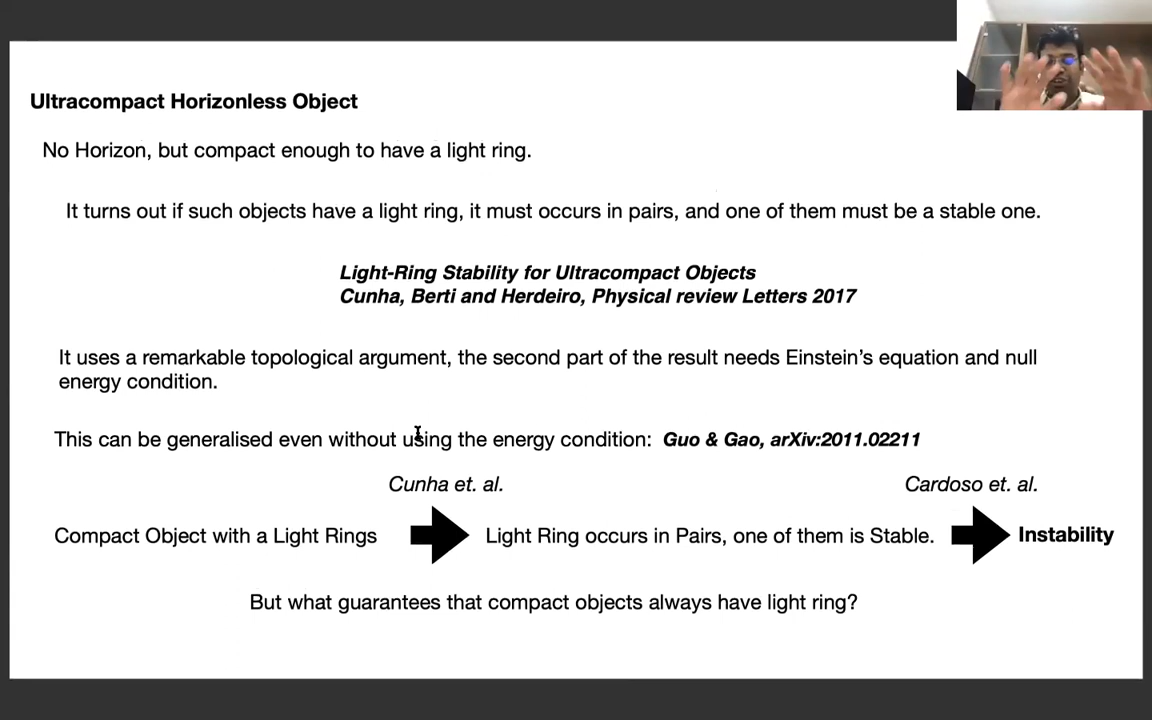 Ultracompact Horizonless Object
No Horizon, but compact enough to have a light ring.
It turns out if such objects have a light ring, it must occurs in pairs, and one of them must be a stable one.
Light-Ring Stability for Ultracompact Objects
Cunha, Berti and Herdeiro, Physical review Letters 2017
It uses a remarkable topological argument, the second part of the result needs Einstein's equation and null
energy condition.
This can be generalised even without using the energy condition: Guo & Gao, arXiv:2011.02211
Cunha et. al. Cardoso et. al.
Compact Object with a Light Rings Light Ring occurs in Pairs, one of them is Stable. Instability
But what guarantees that compact objects always have light ring?